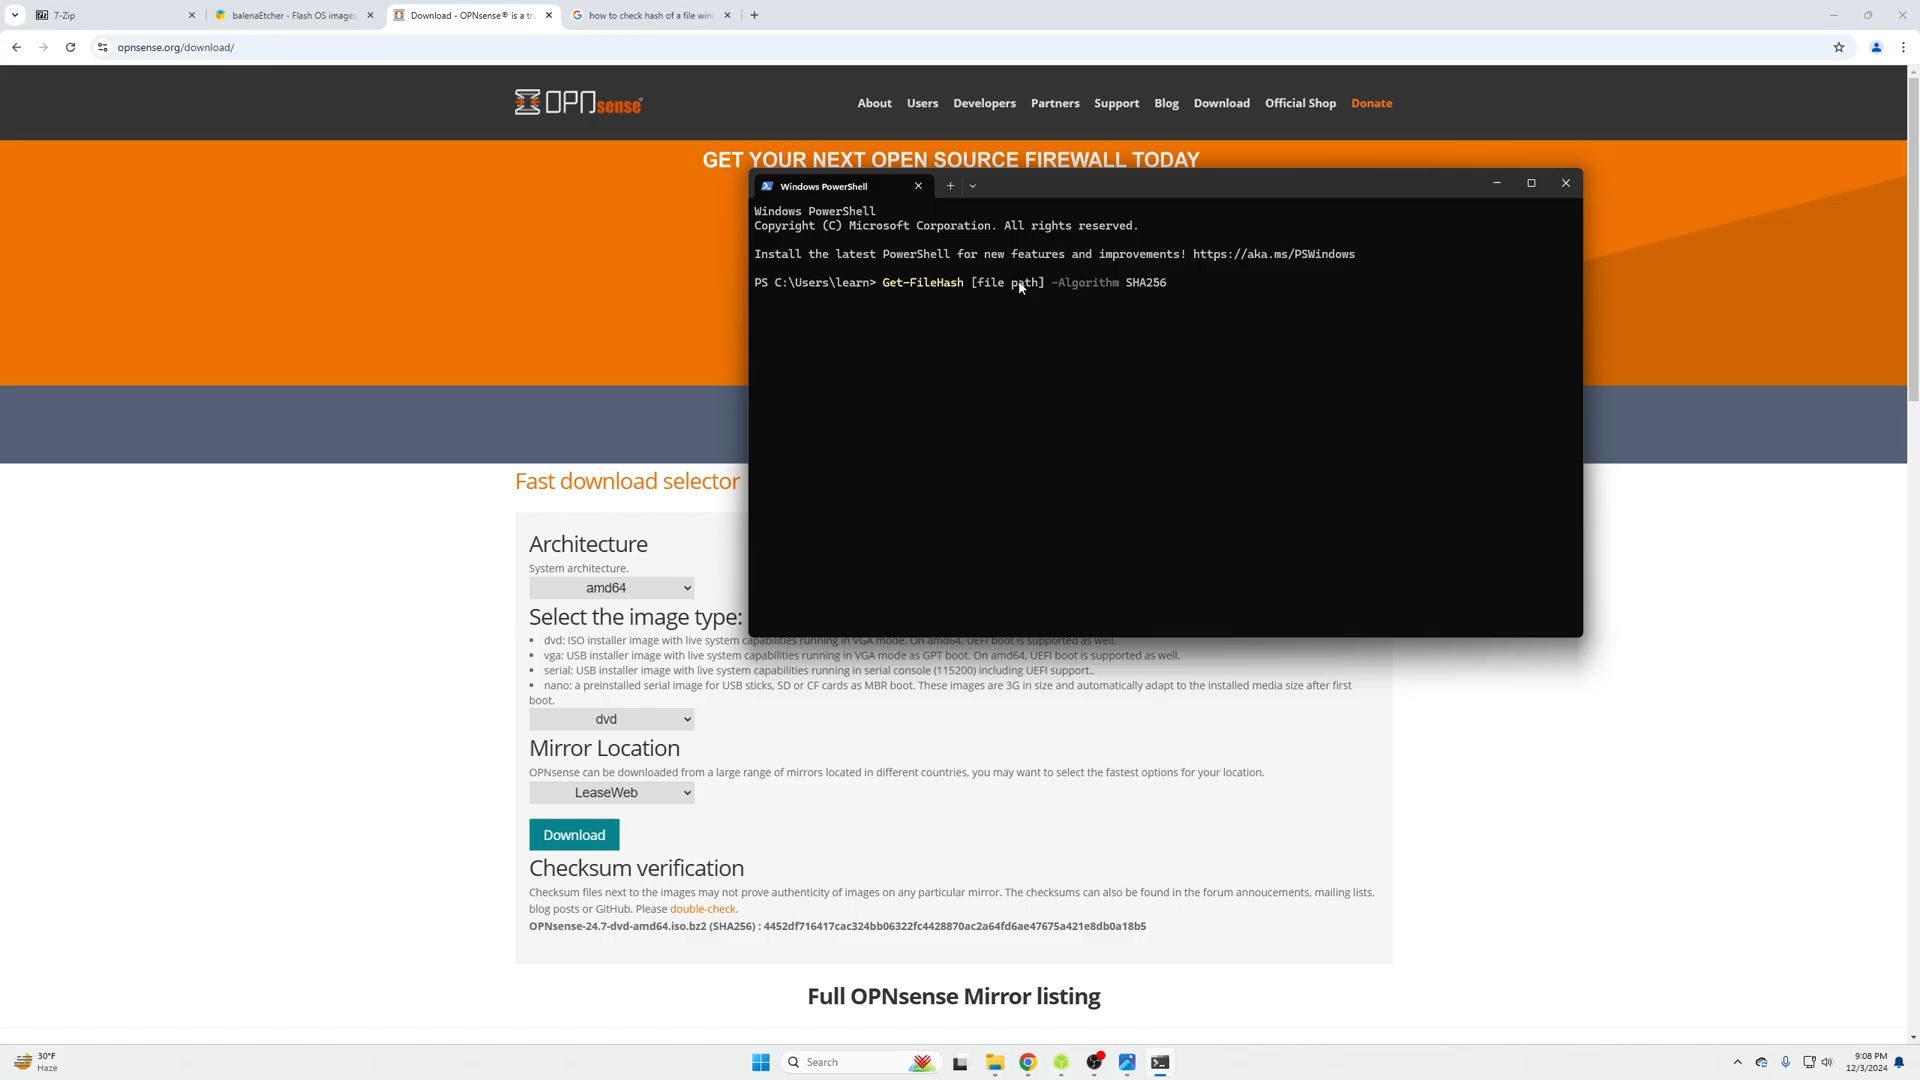 7-Zip
balenaEtcher - Flash OS images
Download - OPNsense® is a tru
how to check hash of a file win
opnsense.org/download/
OPNsense
About Users Developers Partners Support Blog Download Official Shop Donate
GET YOUR NEXT OPEN SOURCE FIREWALL TODAY
Windows PowerShell
Windows PowerShell
Copyright (C) Microsoft Corporation. All rights reserved.
Install the latest PowerShell for new features and improvements! https://aka.ms/PSWindows
PS C:\Users\learn> Get-FileHash [file path] -Algorithm SHA256
Fast download selector
Architecture
System architecture.
amd64
Select the image type:
• dvd: ISO installer image with live system capabilities running in VGA mode. On amd64, UEFI boot is supported as well.
• vga: USB installer image with live system capabilities running in VGA mode as GPT boot. On amd64, UEFI boot is supported as well.
• serial: USB installer image with live system capabilities running in serial console (115200) including UEFI support..
• nano: a preinstalled serial image for USB sticks, SD or CF cards as MBR boot. These images are 3G in size and automatically adapt to the installed media size after first
boot.
dvd
Mirror Location
OPNsense can be downloaded from a large range of mirrors located in different countries, you may want to select the fastest options for your location.
LeaseWeb
Download
Checksum verification
Checksum files next to the images may not prove authenticity of images on any particular mirror. The checksums can also be found in the forum annoucements, mailing lists,
blog posts or GitHub. Please double-check.
OPNsense-24.7-dvd-amd64.iso.bz2 (SHA256) : 4452df716417cac324bb06322fc4428870ac2a64fd6ae47675a421e8db0a18b5
Full OPNsense Mirror listing
30°F
Haze
Search
9:08 PM
12/3/2024